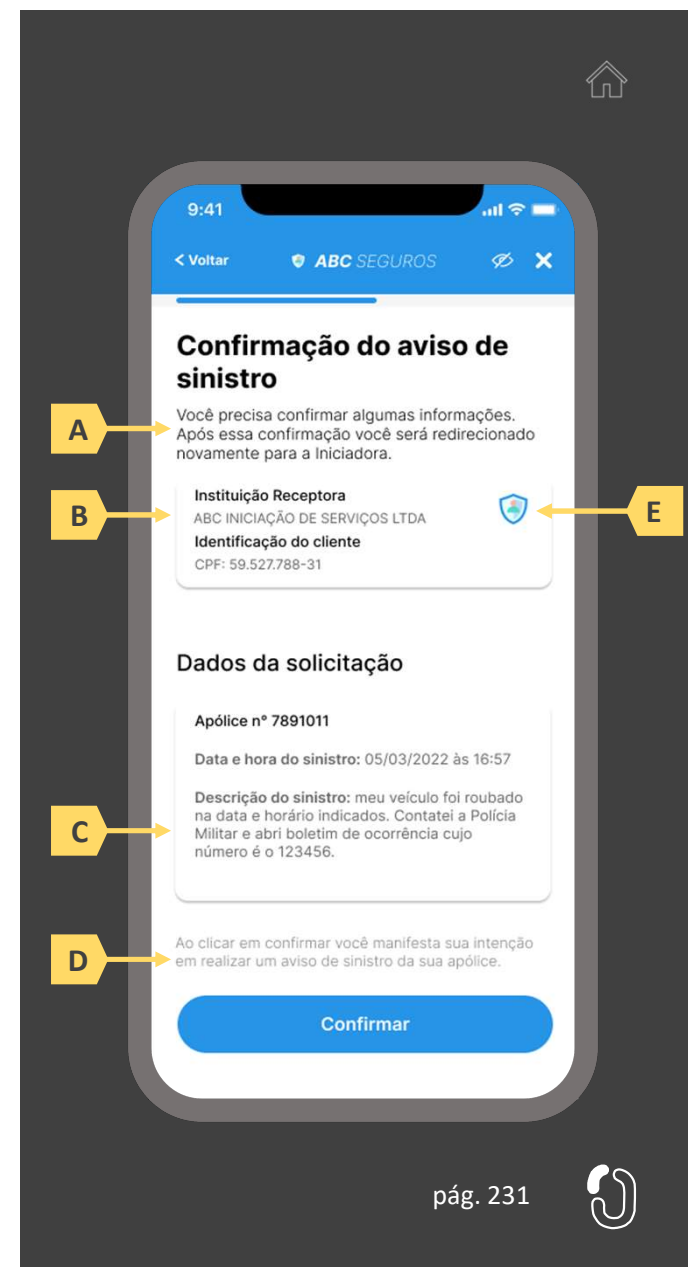 9:41
< Voltar
ABC SEGUROS
Confirmação do aviso de
sinistro
A
Você precisa confirmar algumas informações.
Após essa confirmação você será redirecionado
novamente para a Iniciadora.
B
Instituição Receptora
ABC INICIAÇÃO DE SERVIÇOS LTDA
Identificação do cliente
CPF: 59.527.788-31
E
Dados da solicitação
Apólice nº 7891011
Data e hora do sinistro: 05/03/2022 às 16:57
C
Descrição do sinistro: meu veículo foi roubado
na data e horário indicados. Contatei a Polícia
Militar e abri boletim de ocorrência cujo
número é o 123456.
D
Ao clicar em confirmar você manifesta sua intenção
em realizar um aviso de sinistro da sua apólice.
Confirmar
pág. 231